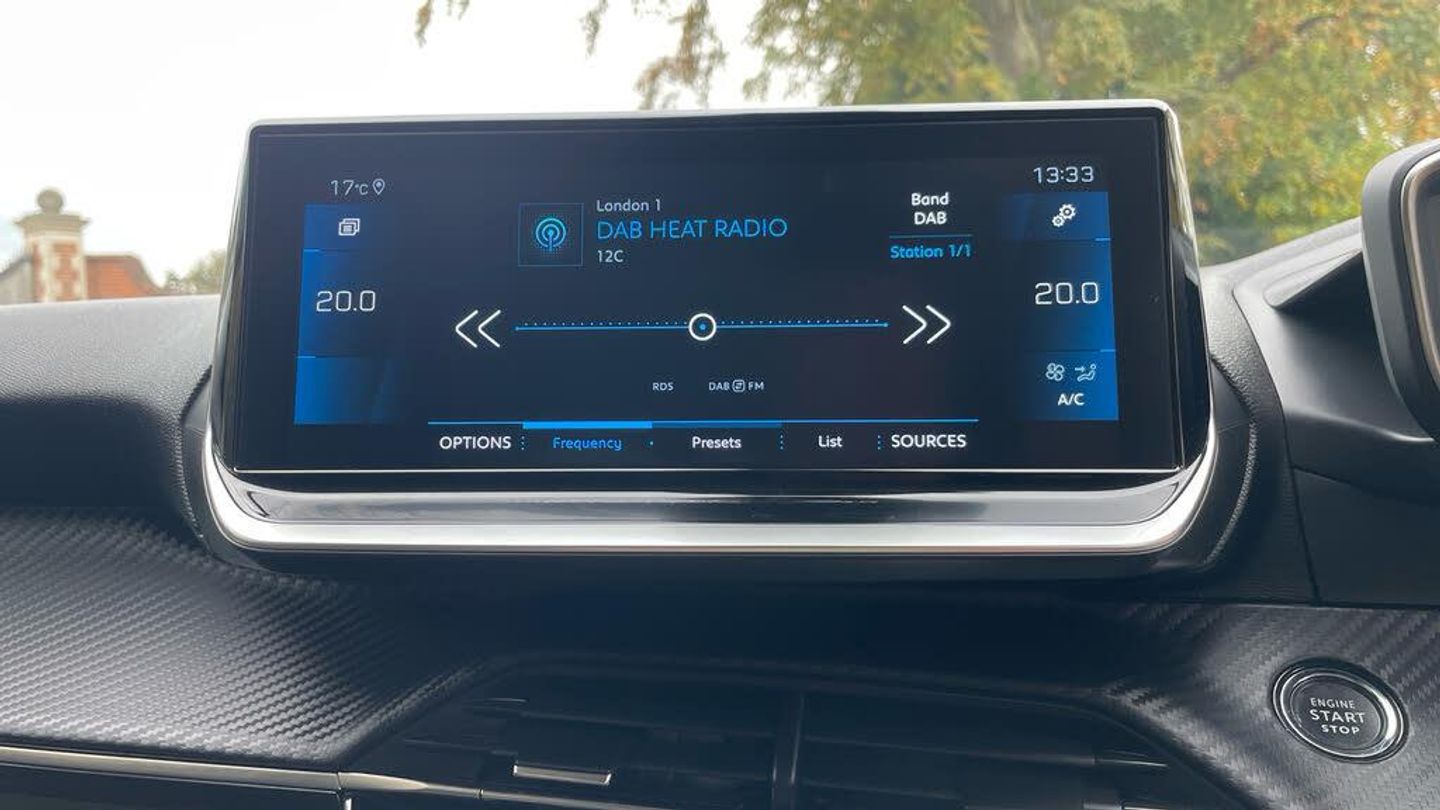 17°C
13:33
London 1
DAB HEAT RADIO
12C
Band
DAB
Station 1/1
20.0
20.0
RDS
DAB FM
A/C
OPTIONS
Frequency
Presets
List
SOURCES
ENGINE
START
STOP